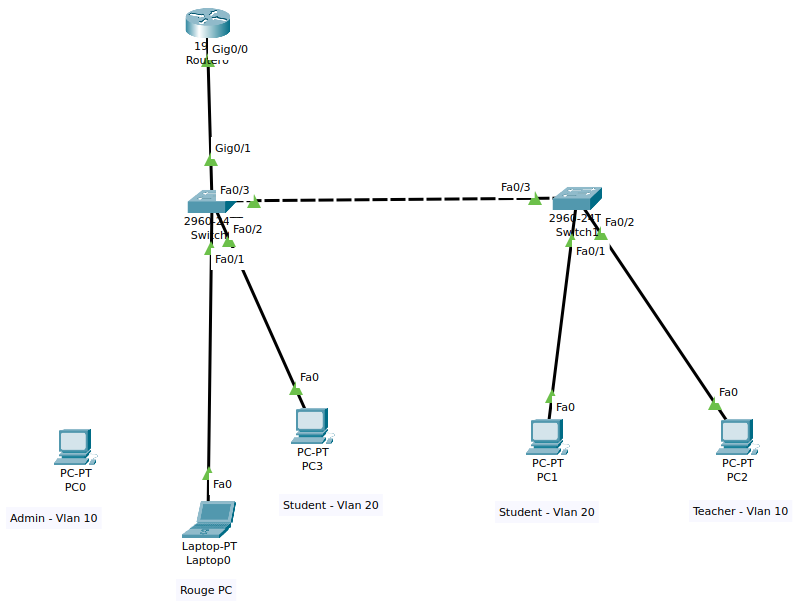 Gig0/0
19
Router0
Gig0/1
Fa0/3
2960-24
Switch
Fa0/2
Fa0/1
Fa0/3
2960-24T
Switch1
Fa0/2
Fa0/1
Fa0
PC-PT
PC3
Student - Vlan 20
Fa0
PC-PT
PC1
Student - Vlan 20
Fa0
PC-PT
PC2
Teacher - Vlan 10
PC-PT
PC0
Admin - Vlan 10
Fa0
Laptop-PT
Laptop0
Rouge PC